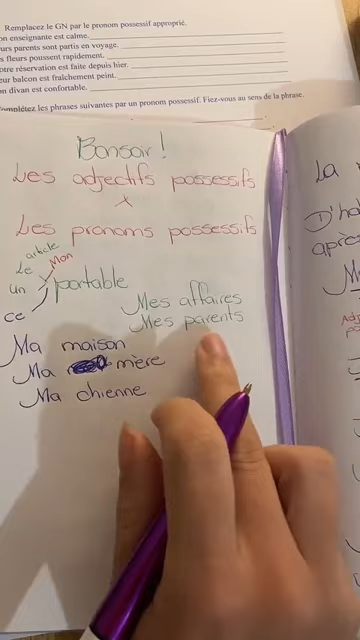 Remplacez le GN par le pronom possessif approprié.
on enseignante est calme.
urs parents sont partis en voyage.
s fleurs poussent rapidement.
otre réservation est faite depuis hier.
eur balcon est fraîchement peint.
on divan est confortable.
omplétez les phrases suivantes par un pronom possessif. Fiez-vous au sens de la phrase.
Bonsoir !
Les adjectifs possessifs
x
Les pronoms possessifs
article
Le Mon
un portable
ce
Mes affaires
Mes parents
Ma maison
Ma mère
Ma chienne
La
D'ha
après